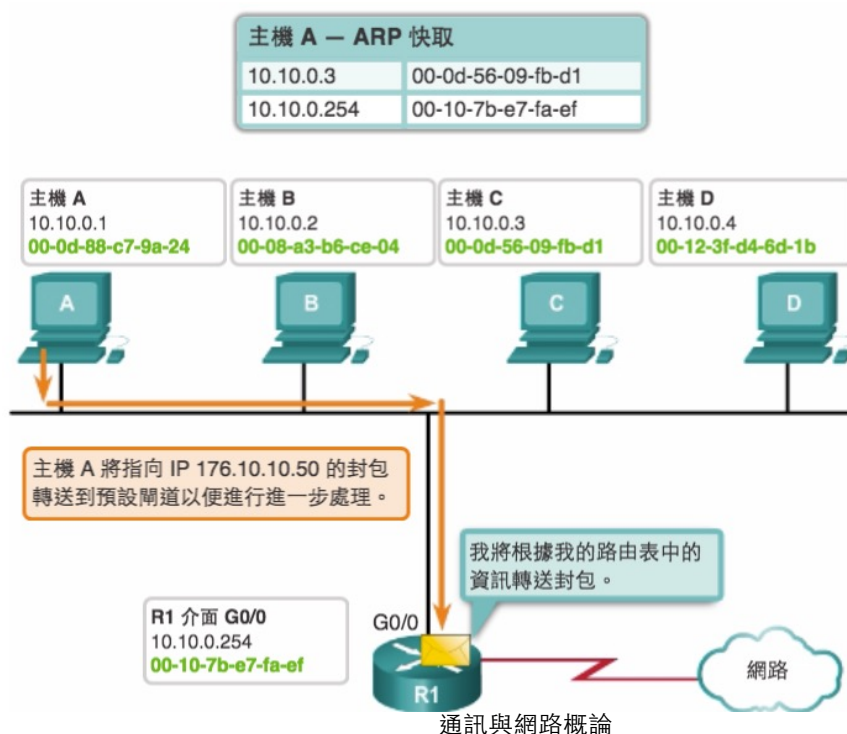 主機 A — ARP 快取
10.10.0.3 00-0d-56-09-fb-d1
10.10.0.254 00-10-7b-e7-fa-ef
主機 A
10.10.0.1
00-0d-88-c7-9a-24
主機 B
10.10.0.2
00-08-a3-b6-ce-04
主機 C
10.10.0.3
00-0d-56-09-fb-d1
主機 D
10.10.0.4
00-12-3f-d4-6d-1b
A
B
C
D
主機 A 將指向 IP 176.10.10.50 的封包
轉送到預設閘道以便進行進一步處理。
我將根據我的路由表中的
資訊轉送封包。
R1 介面 G0/0
10.10.0.254
00-10-7b-e7-fa-ef
G0/0
R1
網路
通訊與網路概論